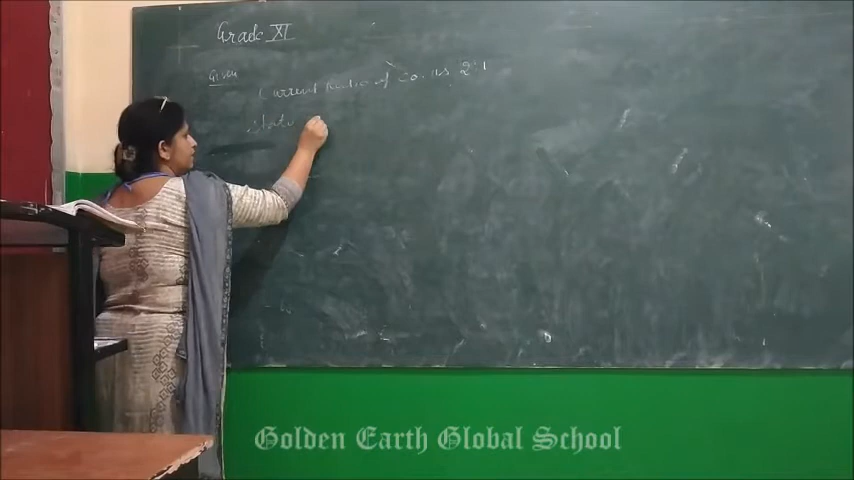 Grade XI
Given
Current Ratio of Co. is 2:1
State
Golden Earth Global School